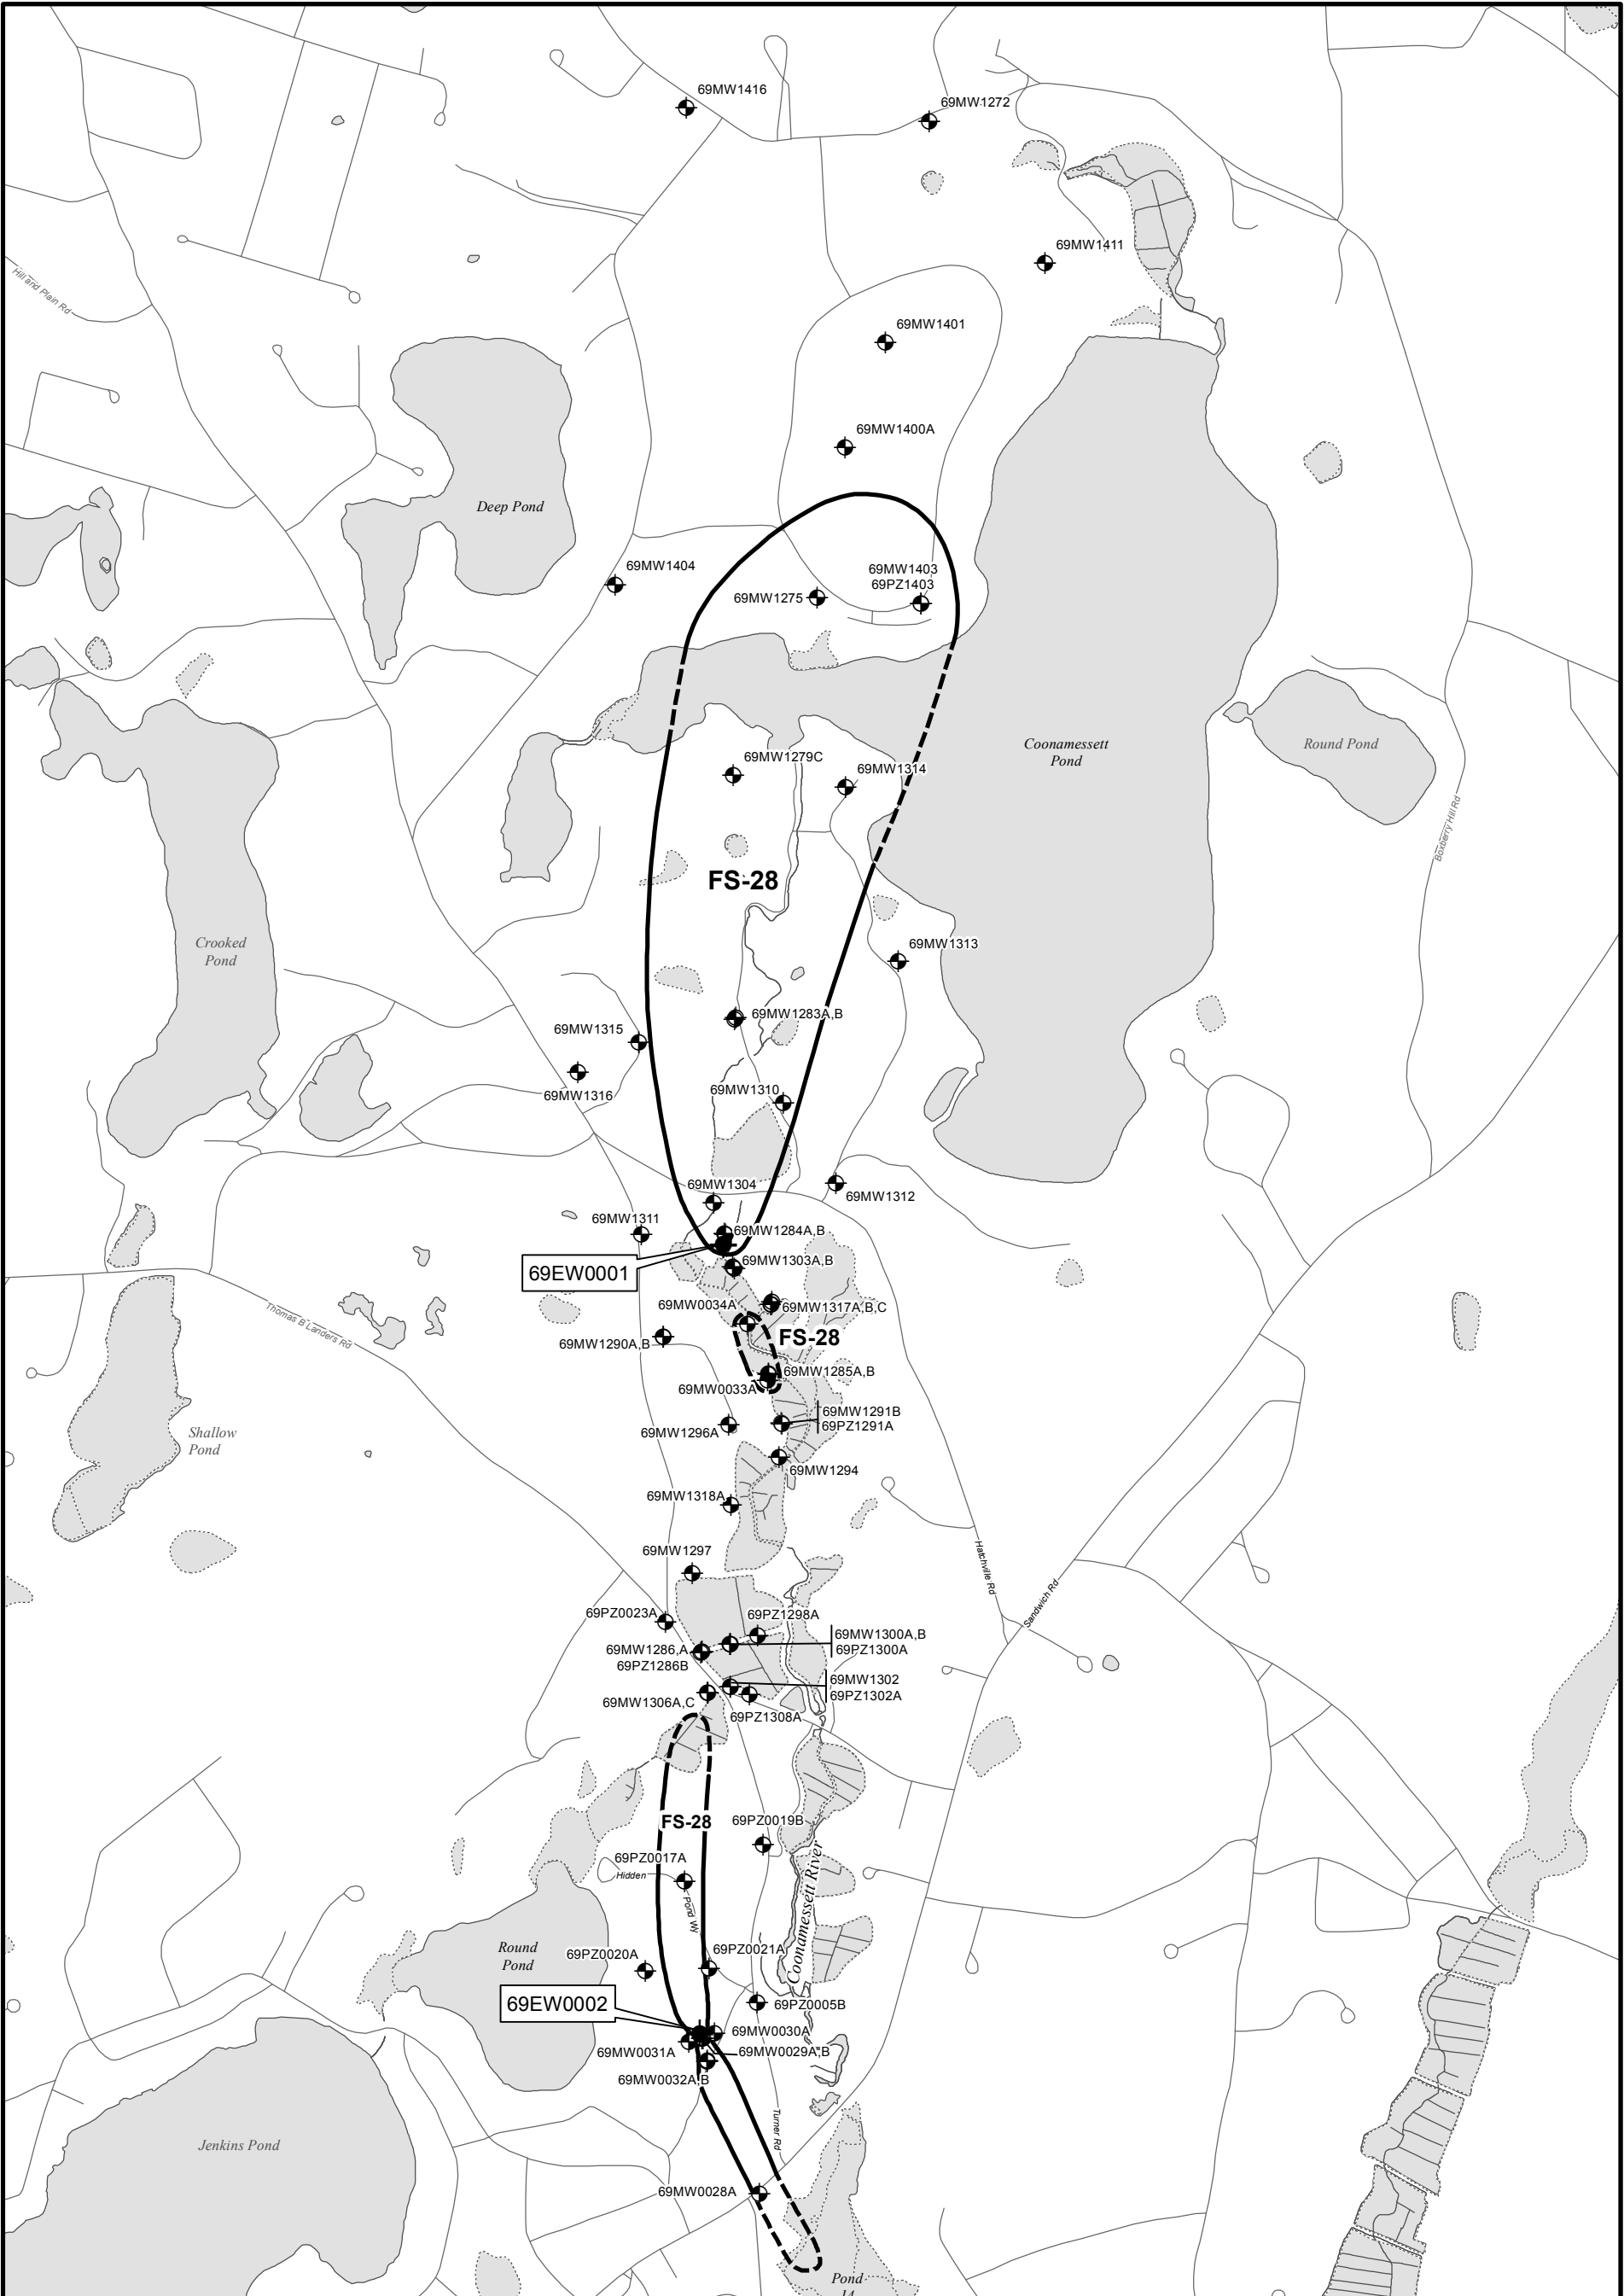 69MW1416
69MW1272
69MW1411
Hill and Plain Rd
69MW1401
69MW1400A
Deep Pond
69MW1404
69MW1403
69PZ1403
69MW1275
Coonamessett
Pond
Round Pond
69MW1279C
69MW1314
Boxberry Hill Rd
FS-28
Crooked
Pond
69MW1313
69MW1283A,B
69MW1315
69MW1316
69MW1310
69MW1304
69MW1312
69MW1311
69MW1284A,B
69EW0001
69MW1303A,B
69MW0034A
69MW1317A,B,C
Thomas B Landers Rd
FS-28
69MW1290A,B
69MW1285A,B
69MW0033A
69MW1291B
69PZ1291A
69MW1296A
Shallow
Pond
69MW1294
69MW1318A
Hatchville Rd
69MW1297
Sandwich Rd
69PZ0023A
69PZ1298A
69MW1300A,B
69PZ1300A
69MW1286,A
69PZ1286B
69MW1302
69PZ1302A
69MW1306A,C
69PZ1308A
FS-28
69PZ0019B
69PZ0017A
Hidden
Pond Wy
Coonamessett River
Round
Pond
69PZ0020A
69PZ0021A
69EW0002
69PZ0005B
69MW0030A
69MW0031A
69MW0029A,B
69MW0032A,B
Turner Rd
Jenkins Pond
69MW0028A
Pond
14